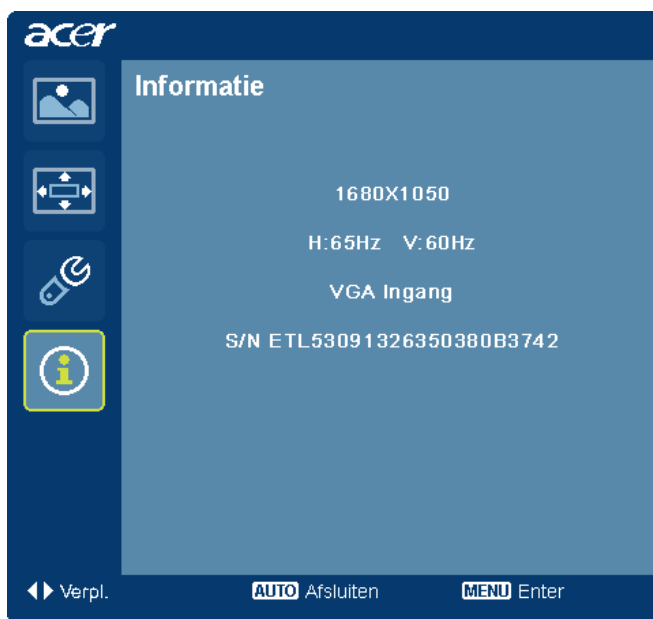 acer
Informatie
1680X1050
H:65Hz V:60Hz
VGA Ingang
S/N ETL53091326350380B3742
Verpl. AUTO Afsluiten MENU Enter